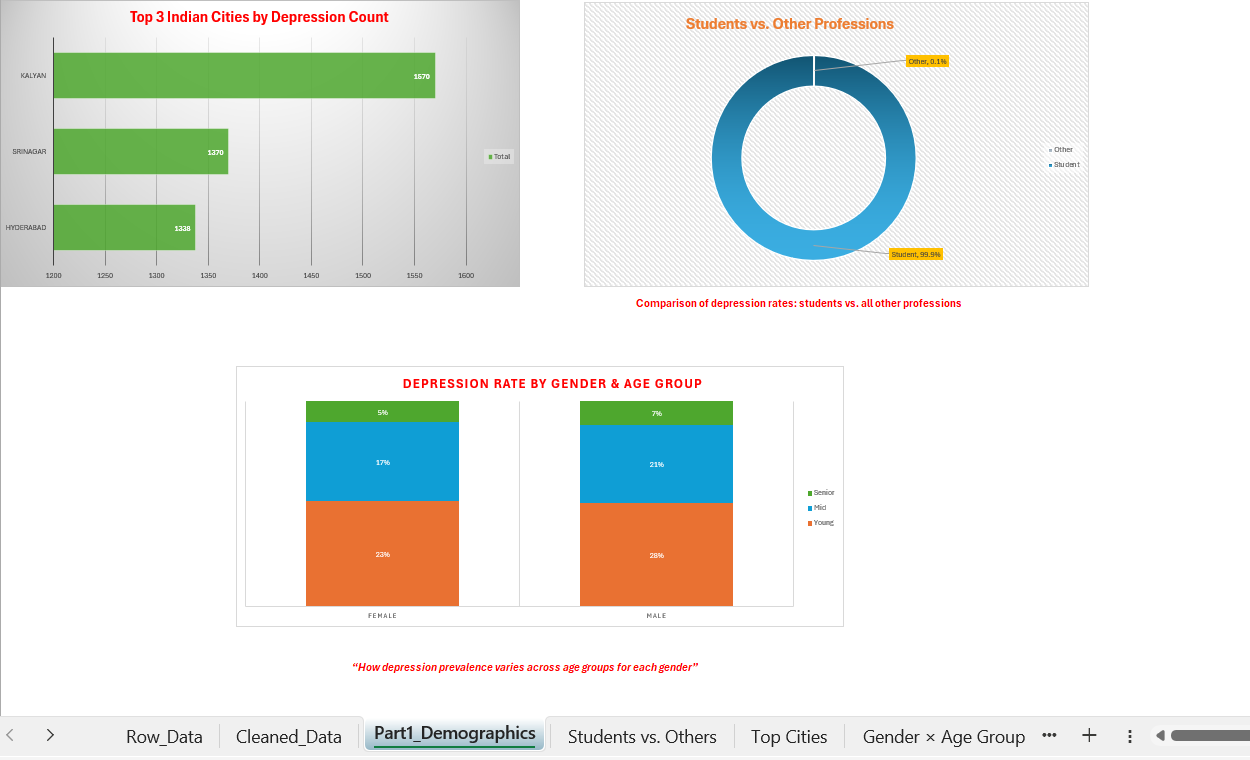 Top 3 Indian Cities by Depression Count
KALYAN
1570
SRINAGAR
1370
HYDERABAD
1338
Total
1200 1250 1300 1350 1400 1450 1500 1550 1600
Students vs. Other Professions
Other, 0.1%
Other
Student
Student, 99.9%
Comparison of depression rates: students vs. all other professions
DEPRESSION RATE BY GENDER & AGE GROUP
5% 7%
17% 21%
23% 28%
Senior
Mid
Young
FEMALE MALE
“How depression prevalence varies across age groups for each gender”
Row_Data Cleaned_Data Part1_Demographics Students vs. Others Top Cities Gender × Age Group